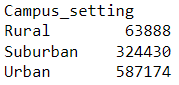 Campus_setting
Rural 63888
Suburban 324430
Urban 587174